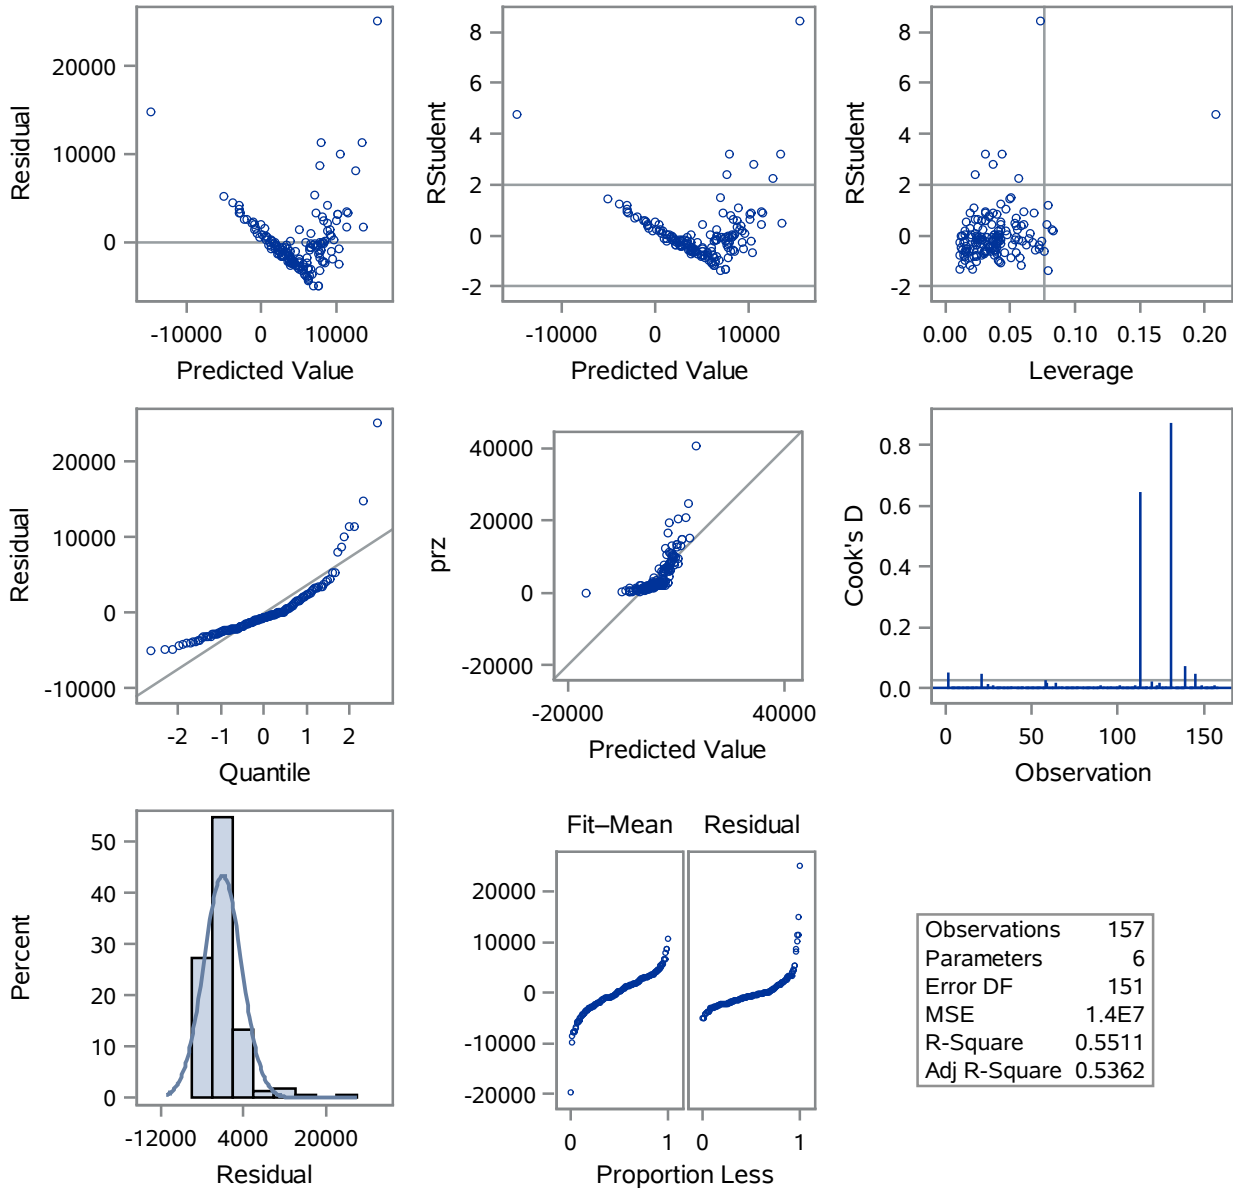 20000
10000
0
Residual
-10000 0 10000
Predicted Value
8
6
4
2
0
-2
RStudent
-10000 0 10000
Predicted Value
8
6
4
2
0
-2
RStudent
0.00 0.05 0.10 0.15 0.20
Leverage
20000
10000
0
-10000
Residual
-2 -1 0 1 2
Quantile
40000
20000
0
-20000
prz
-20000 40000
Predicted Value
0.8
0.6
0.4
0.2
0.0
Cook's D
0 50 100 150
Observation
50
40
30
20
10
0
Percent
-12000 4000 20000
Residual
Fit–Mean Residual
20000
10000
0
-10000
-20000
0 1 0 1
Proportion Less
Observations 157
Parameters 6
Error DF 151
MSE 1.4E7
R-Square 0.5511
Adj R-Square 0.5362